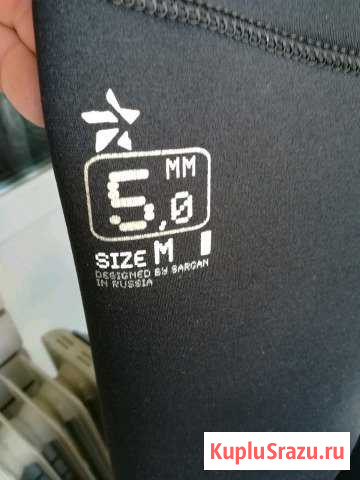 5,0 MM
SIZE M
DESIGNED BY SARGAN
IN RUSSIA
KupluSrazu.ru